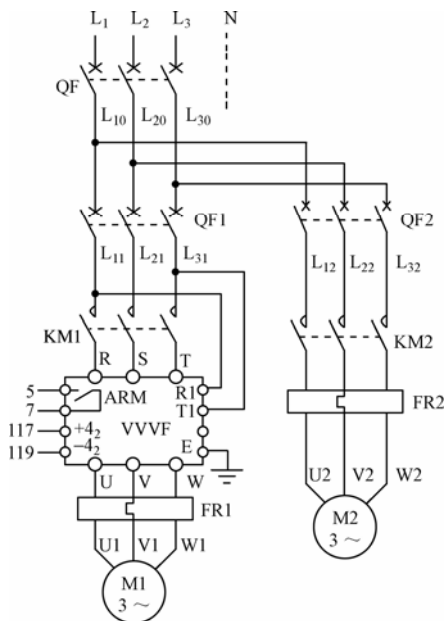 L₁ L₂ L₃ N
QF
L₁₀ L₂₀ L₃₀
QF1 QF2
L₁₁ L₂₁ L₃₁
L₁₂ L₂₂ L₃₂
KM1 KM2
R S T
5 ARM R1
7 T1
FR2
117 +4₂ VVVF
119 −4₂ E
U V W
U2 V2 W2
FR1
M2
3 ~
U1 V1 W1
M1
3 ~